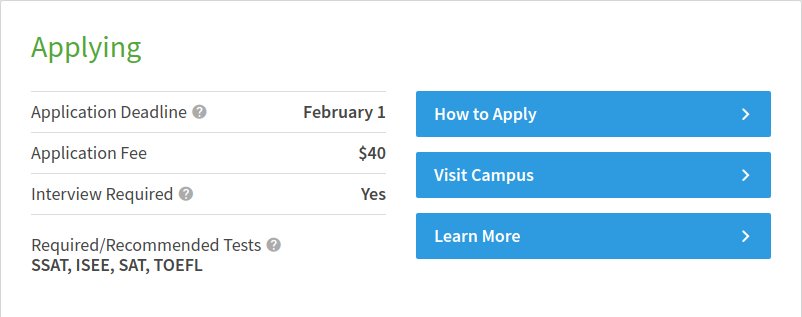 Applying
Application Deadline ? February 1
Application Fee $40
Interview Required ? Yes
Required/Recommended Tests ?
SSAT, ISEE, SAT, TOEFL
How to Apply
Visit Campus
Learn More